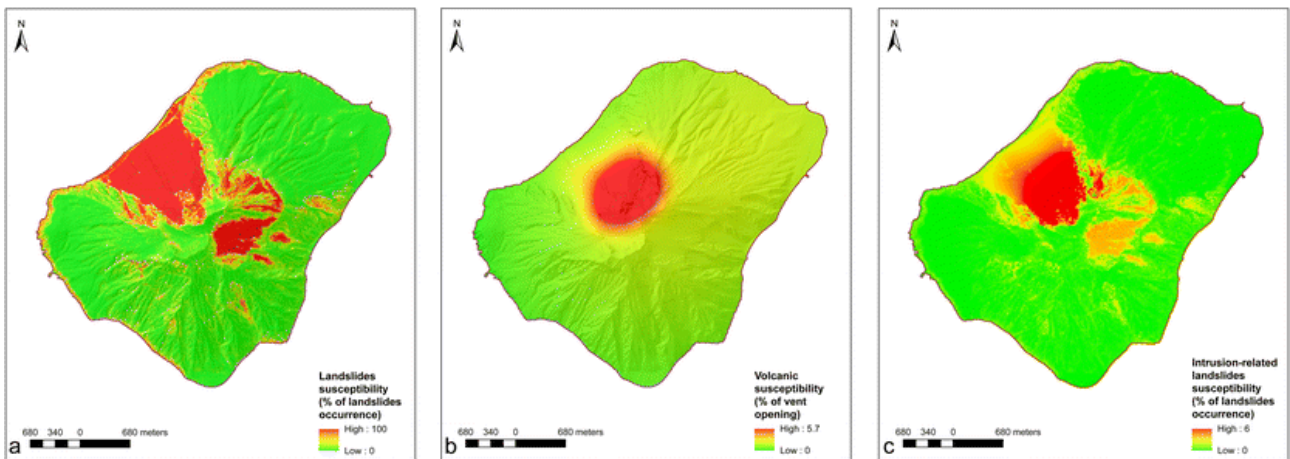 N
Landslides
susceptibility
(% of landslides
occurrence)
High : 100
Low : 0
680 340 0 680 meters
a
N
Volcanic
susceptibility
(% of vent
opening)
High : 5.7
Low : 0
680 340 0 680 meters
b
N
Intrusion-related
landslides
susceptibility
(% of landslides
occurrence)
High : 6
Low : 0
680 340 0 680 meters
c